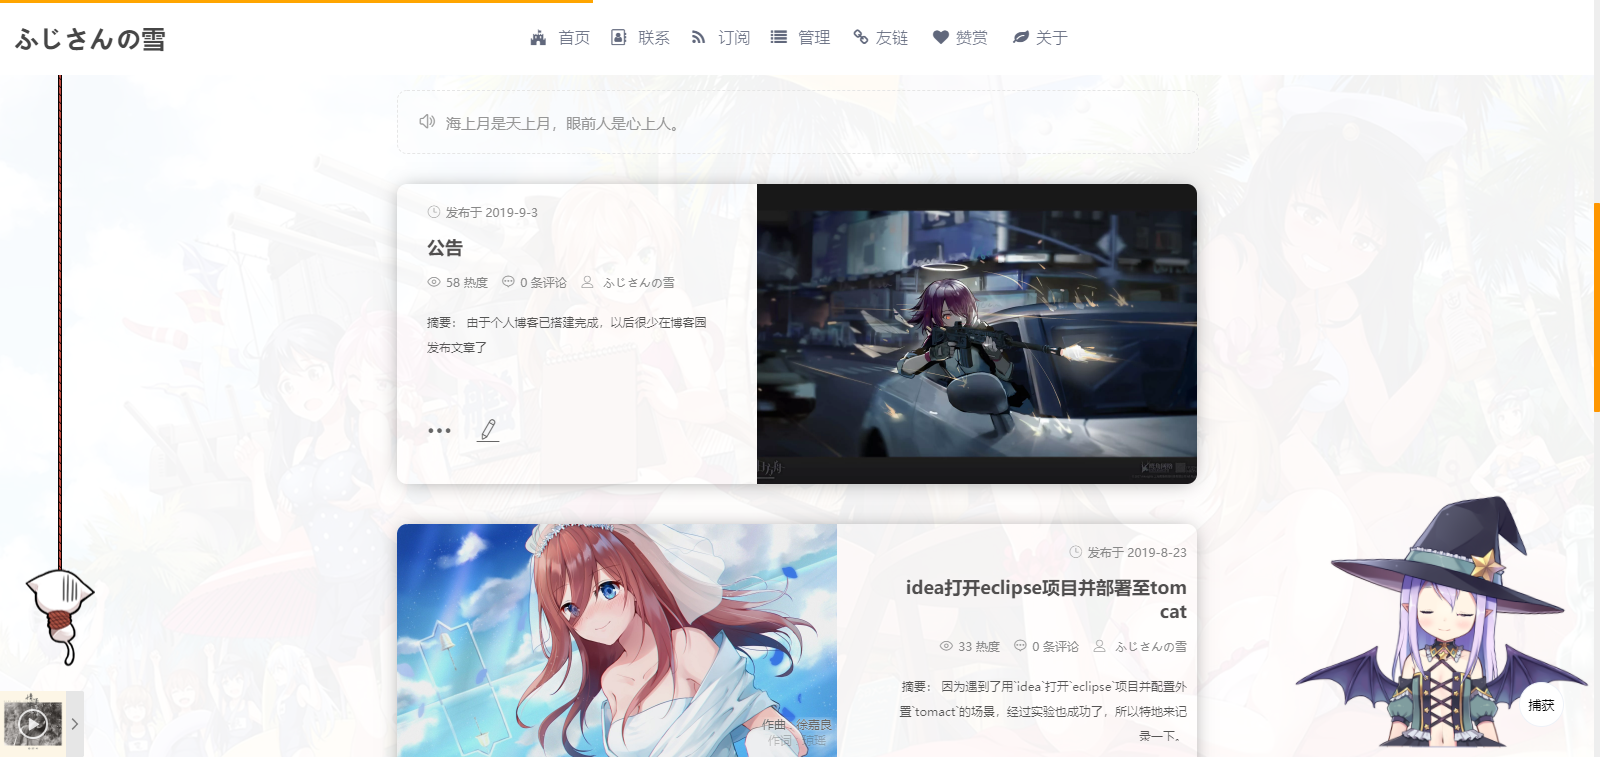 ふじさんの雪
首页 联系 订阅 管理 友链 赞赏 关于
海上月是天上月，眼前人是心上人。
发布于 2019-9-3
公告
58 热度 0 条评论 ふじさんの雪
摘要： 由于个人博客已搭建完成，以后很少在博客园
发布文章了
发布于 2019-8-23
idea打开eclipse项目并部署至tom
cat
33 热度 0 条评论 ふじさんの雪
摘要： 因为遇到了用`idea`打开`eclipse`项目并配置外
置`tomact`的场景，经过实验也成功了，所以特地来记
录一下。
作曲 : 徐嘉良
捕获